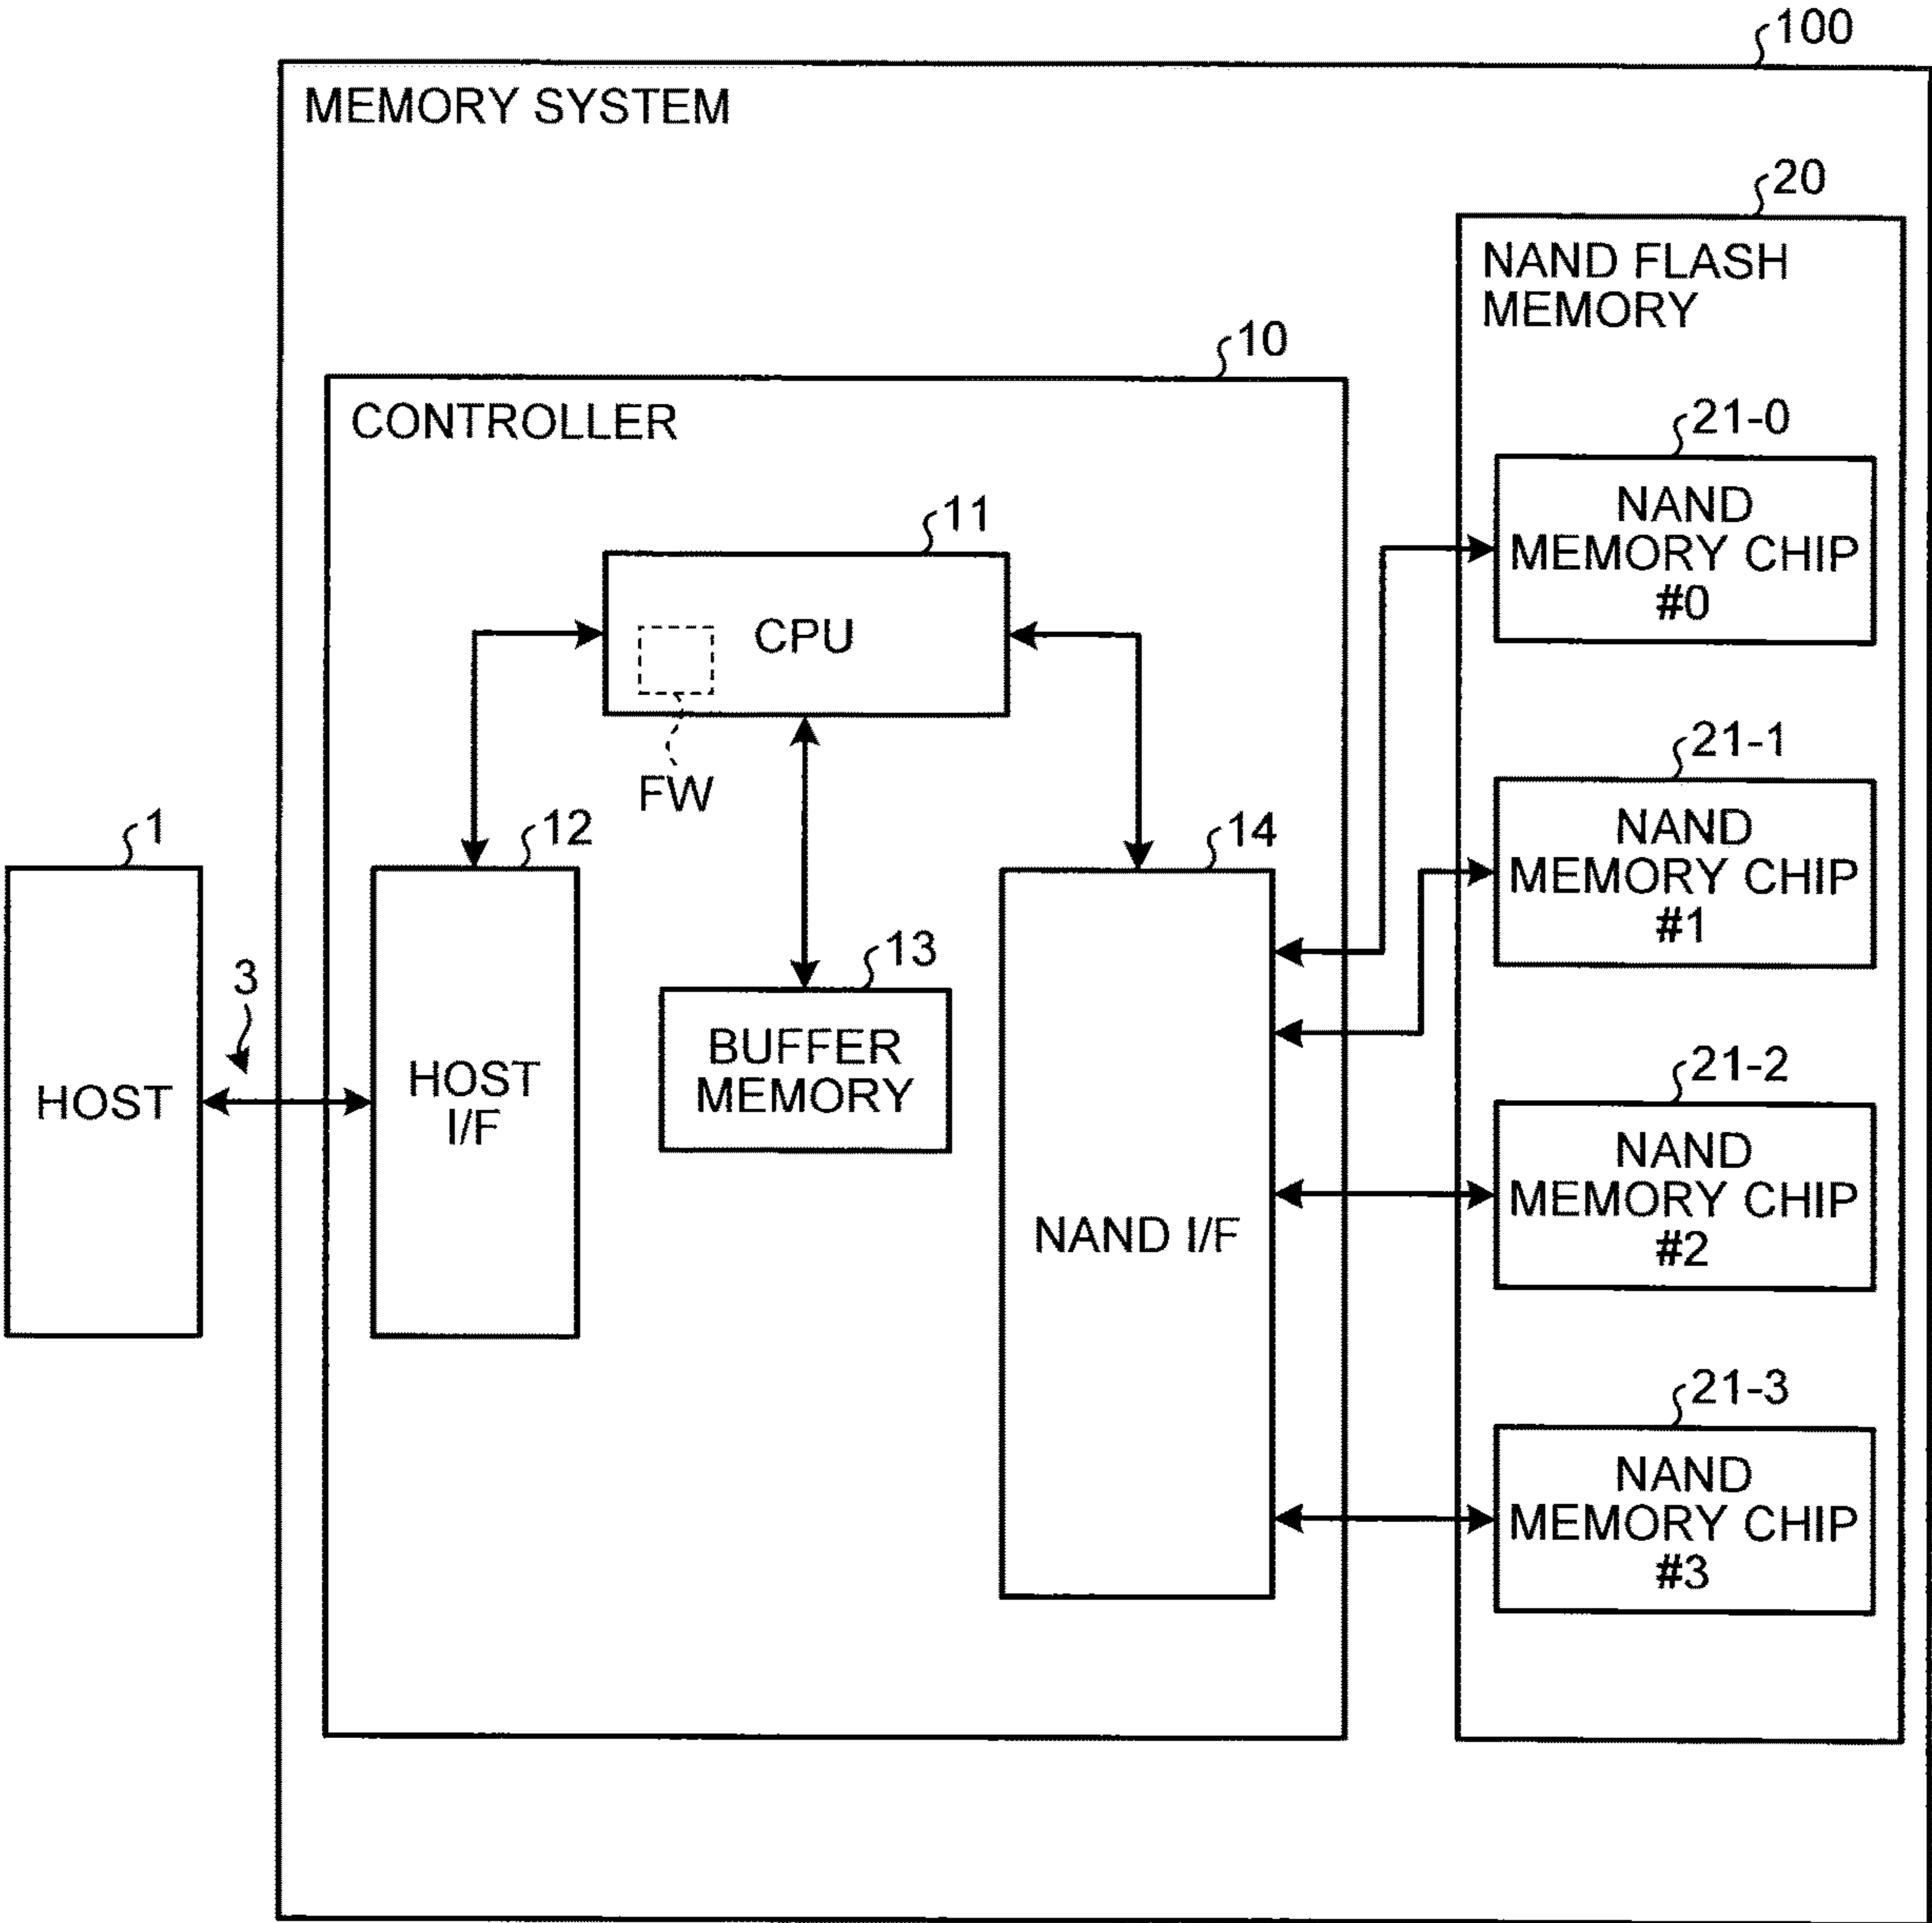 100
MEMORY SYSTEM
20
NAND FLASH
MEMORY
10
CONTROLLER
21-0
NAND
MEMORY CHIP
#0
11
CPU
FW
21-1
NAND
MEMORY CHIP
#1
1
HOST
3
12
HOST
I/F
13
BUFFER
MEMORY
14
NAND I/F
21-2
NAND
MEMORY CHIP
#2
21-3
NAND
MEMORY CHIP
#3